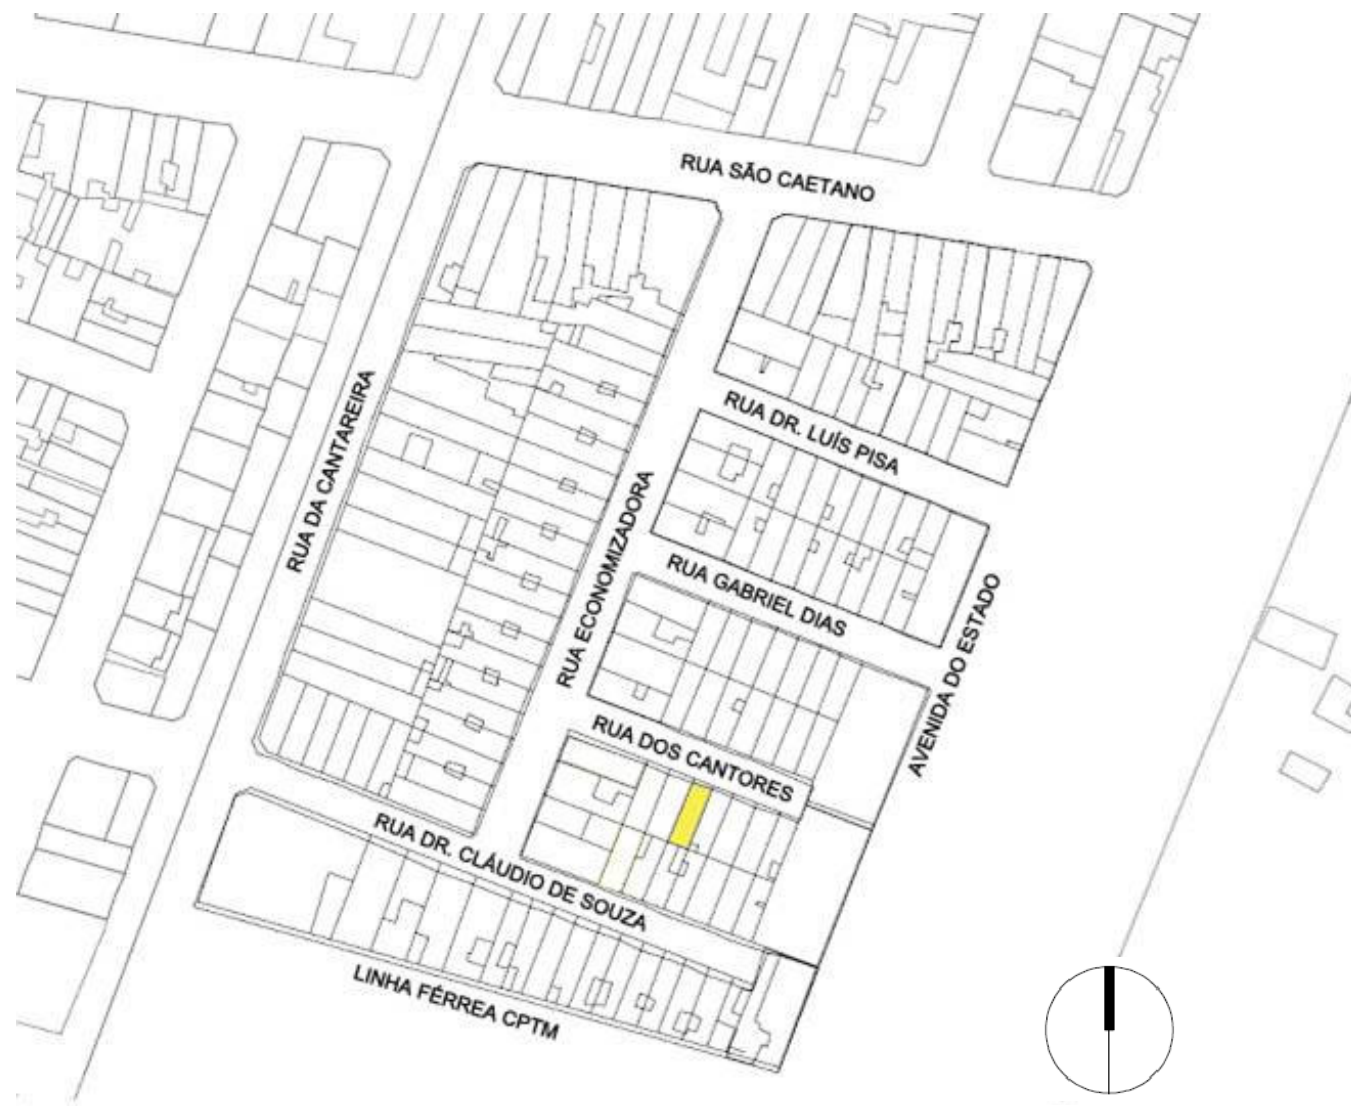 RUA SÃO CAETANO
RUA DA CANTAREIRA
RUA DR. LUÍS PISA
RUA ECONOMIZADORA
RUA GABRIEL DIAS
AVENIDA DO ESTADO
RUA DOS CANTORES
RUA DR. CLÁUDIO DE SOUZA
LINHA FÉRREA CPTM